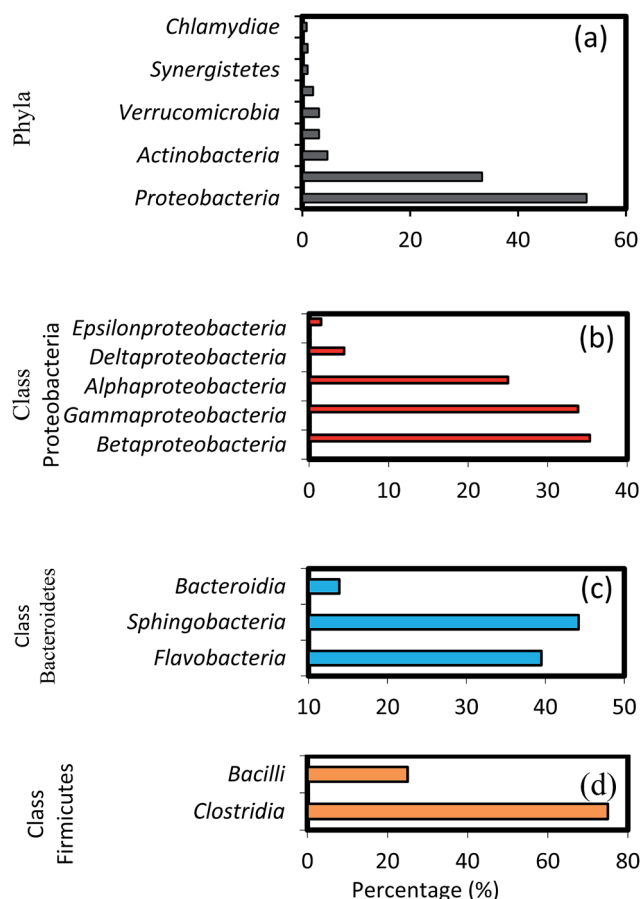 Phyla
Chlamydiae
Synergistetes
Verrucomicrobia
Actinobacteria
Proteobacteria
(a)
0 20 40 60
Class
Proteobacteria
Epsilonproteobacteria
Deltaproteobacteria
Alphaproteobacteria
Gammaproteobacteria
Betaproteobacteria
(b)
0 10 20 30 40
Class
Bacteroidetes
Bacteroidia
Sphingobacteria
Flavobacteria
(c)
10 20 30 40 50
Class
Firmicutes
Bacilli
Clostridia
(d)
0 20 40 60 80
Percentage (%)